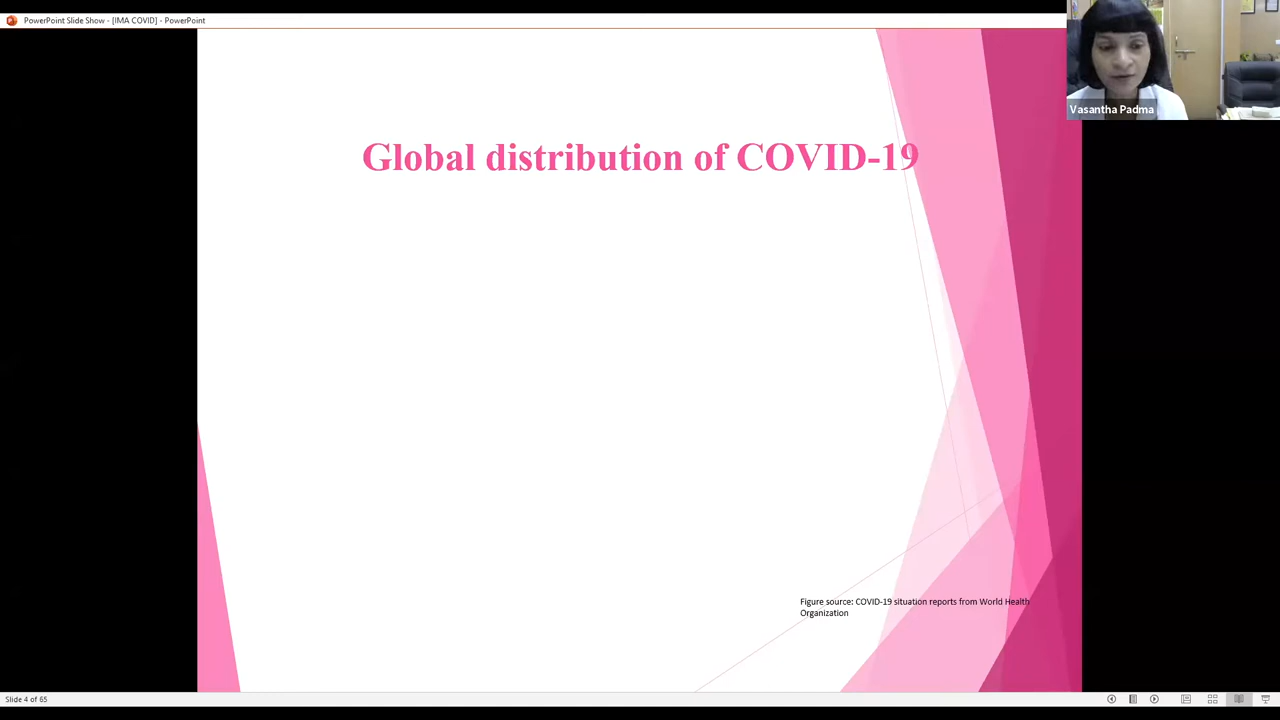 PowerPoint Slide Show - [IMA COVID] - PowerPoint
Vasantha Padma
Global distribution of COVID-19
Figure source: COVID-19 situation reports from World Health
Organization
Slide 4 of 65